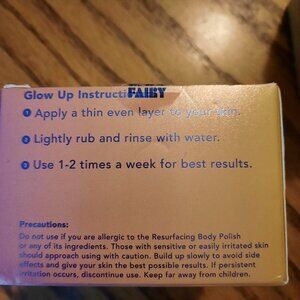 Glow Up Instructi FAIRY
1 Apply a thin even layer to your skin.
2 Lightly rub and rinse with water.
3 Use 1-2 times a week for best results.
Precautions:
Do not use if you are allergic to the Resurfacing Body Polish
or any of its ingredients. Those with sensitive or easily irritated skin
should approach using with caution. Build up slowly to avoid side
effects and give your skin the best possible results. If persistent
irritation occurs, discontinue use. Keep far away from children.